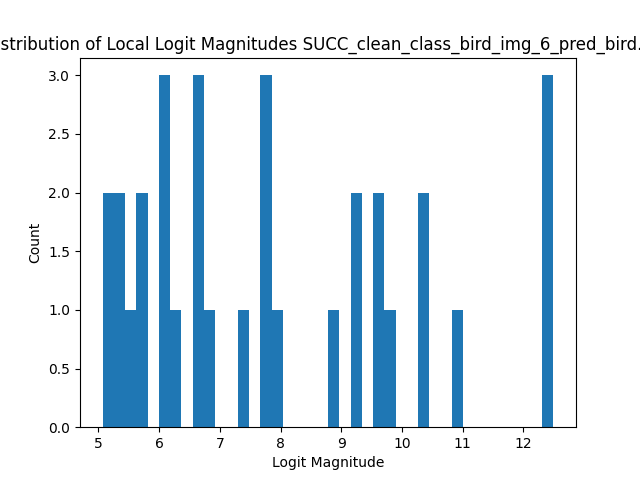 stribution of Local Logit Magnitudes SUCC_clean_class_bird_img_6_pred_bird.
3.0
2.5
2.0
1.5
1.0
0.5
0.0
Count
5 6 7 8 9 10 11 12
Logit Magnitude